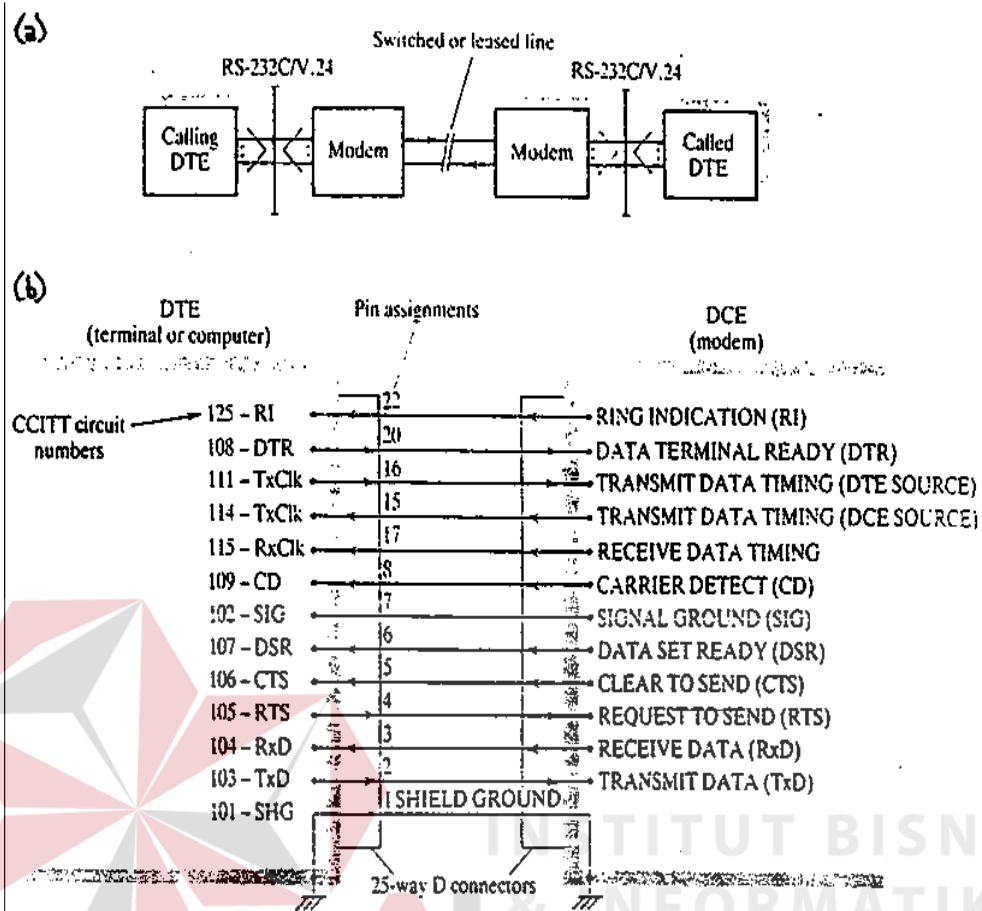 (a)
Switched or leased line
RS-232C/V.24
RS-232C/V.24
Calling
DTE
Modem
Modem
Called
DTE
(b)
DTE
(terminal or computer)
Pin assignments
DCE
(modem)
CCITT circuit
numbers
125 – RI 22 RING INDICATION (RI)
108 – DTR 20 DATA TERMINAL READY (DTR)
111 – TxClk 16 TRANSMIT DATA TIMING (DTE SOURCE)
114 – TxClk 15 TRANSMIT DATA TIMING (DCE SOURCE)
115 – RxClk 17 RECEIVE DATA TIMING
109 – CD 8 CARRIER DETECT (CD)
102 – SIG 7 SIGNAL GROUND (SIG)
107 – DSR 6 DATA SET READY (DSR)
106 – CTS 5 CLEAR TO SEND (CTS)
105 – RTS 4 REQUEST TO SEND (RTS)
104 – RxD 3 RECEIVE DATA (RxD)
103 – TxD 2 TRANSMIT DATA (TxD)
101 – SHG 1 SHIELD GROUND
25-way D connectors
INSTITUT BISN
& INFORMATIK